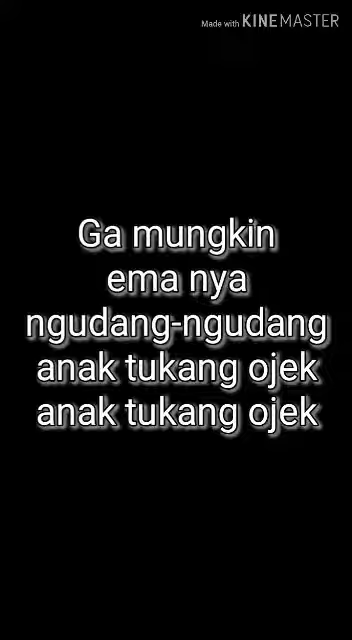 Made with KINEMASTER
Ga mungkin
ema nya
ngudang-ngudang
anak tukang ojek
anak tukang ojek